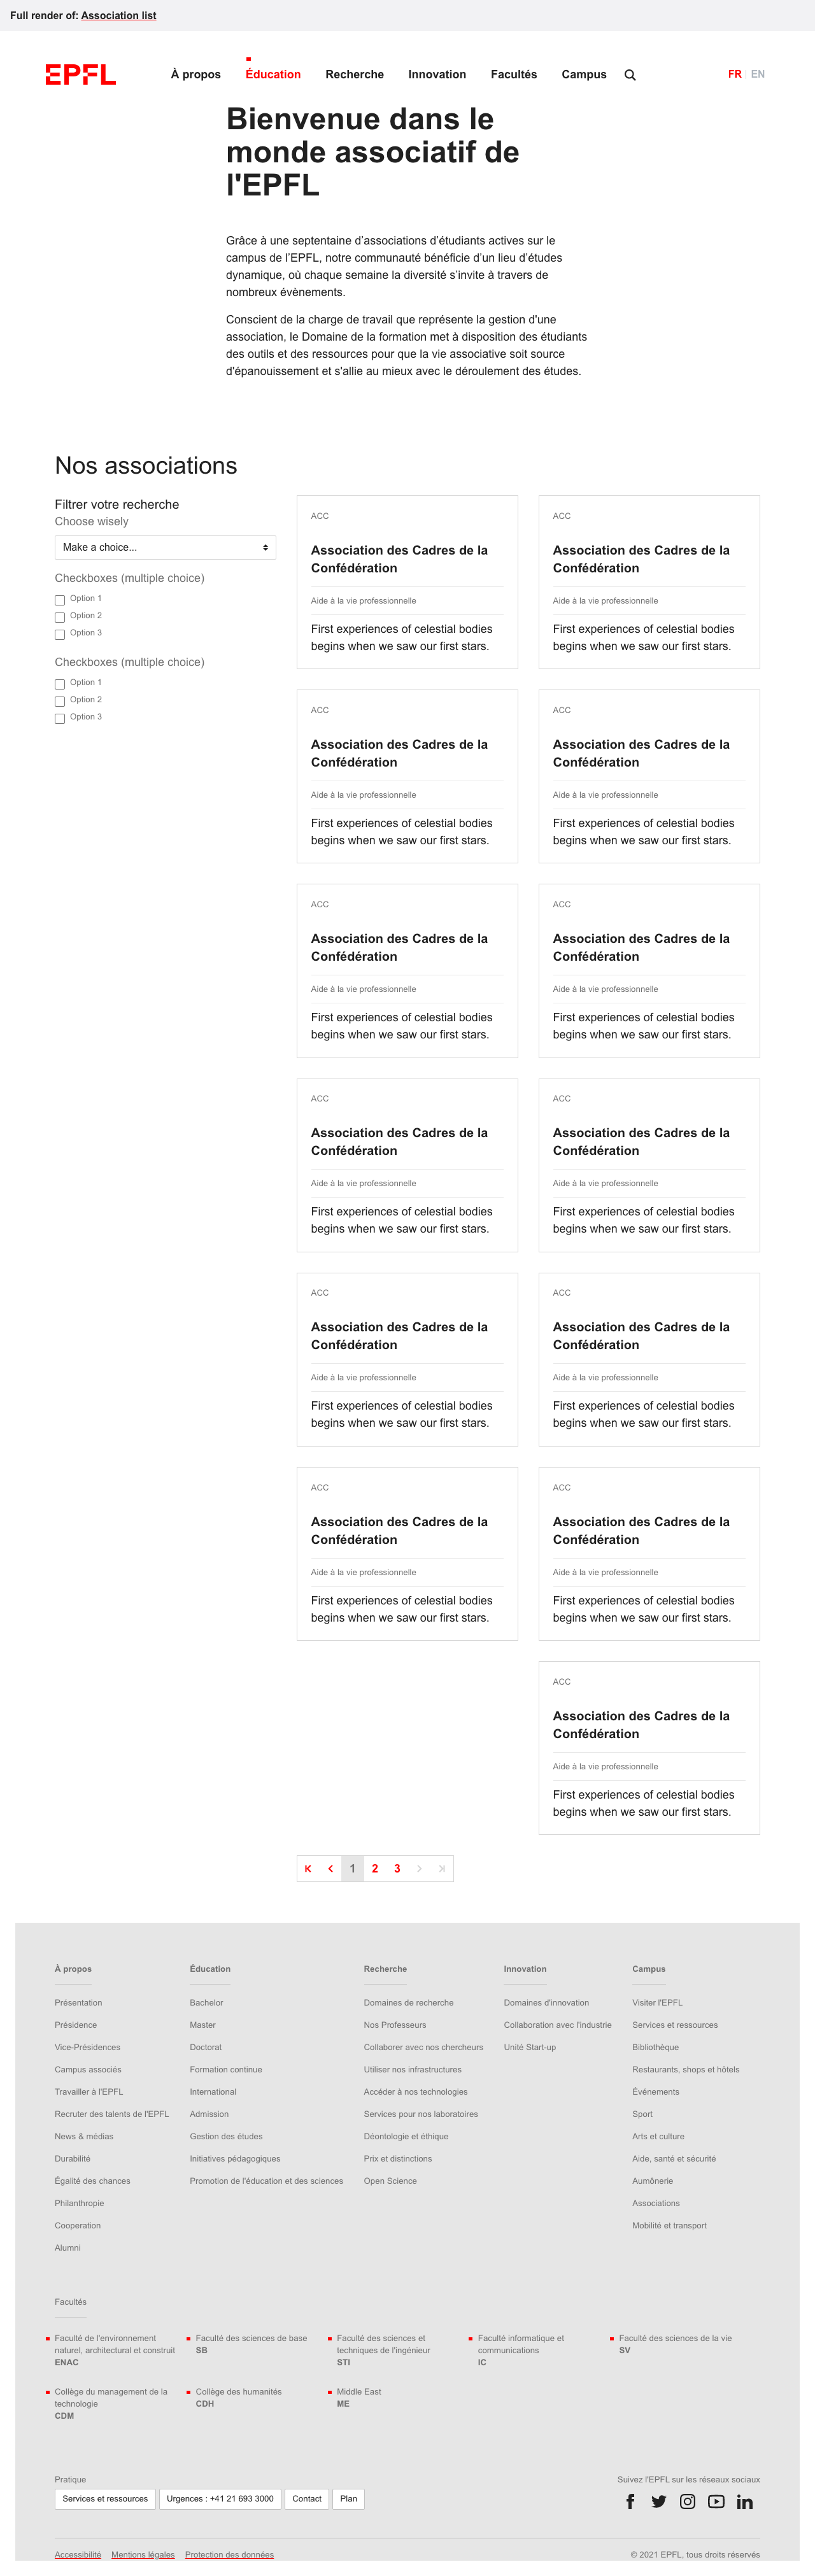 Full render of: Association list
EPFL
À propos
Éducation
Recherche
Innovation
Facultés
Campus
FR
EN
Bienvenue dans le
monde associatif de
l'EPFL
Grâce à une septentaine d’associations d’étudiants actives sur le
campus de l’EPFL, notre communauté bénéficie d’un lieu d’études
dynamique, où chaque semaine la diversité s’invite à travers de
nombreux évènements.
Conscient de la charge de travail que représente la gestion d'une
association, le Domaine de la formation met à disposition des étudiants
des outils et des ressources pour que la vie associative soit source
d'épanouissement et s'allie au mieux avec le déroulement des études.
Nos associations
Filtrer votre recherche
Choose wisely
Make a choice...
Checkboxes (multiple choice)
Option 1
Option 2
Option 3
Checkboxes (multiple choice)
Option 1
Option 2
Option 3
ACC
Association des Cadres de la
Confédération
Aide à la vie professionnelle
First experiences of celestial bodies
begins when we saw our first stars.
ACC
Association des Cadres de la
Confédération
Aide à la vie professionnelle
First experiences of celestial bodies
begins when we saw our first stars.
ACC
Association des Cadres de la
Confédération
Aide à la vie professionnelle
First experiences of celestial bodies
begins when we saw our first stars.
ACC
Association des Cadres de la
Confédération
Aide à la vie professionnelle
First experiences of celestial bodies
begins when we saw our first stars.
ACC
Association des Cadres de la
Confédération
Aide à la vie professionnelle
First experiences of celestial bodies
begins when we saw our first stars.
ACC
Association des Cadres de la
Confédération
Aide à la vie professionnelle
First experiences of celestial bodies
begins when we saw our first stars.
ACC
Association des Cadres de la
Confédération
Aide à la vie professionnelle
First experiences of celestial bodies
begins when we saw our first stars.
ACC
Association des Cadres de la
Confédération
Aide à la vie professionnelle
First experiences of celestial bodies
begins when we saw our first stars.
ACC
Association des Cadres de la
Confédération
Aide à la vie professionnelle
First experiences of celestial bodies
begins when we saw our first stars.
ACC
Association des Cadres de la
Confédération
Aide à la vie professionnelle
First experiences of celestial bodies
begins when we saw our first stars.
ACC
Association des Cadres de la
Confédération
Aide à la vie professionnelle
First experiences of celestial bodies
begins when we saw our first stars.
ACC
Association des Cadres de la
Confédération
Aide à la vie professionnelle
First experiences of celestial bodies
begins when we saw our first stars.
ACC
Association des Cadres de la
Confédération
Aide à la vie professionnelle
First experiences of celestial bodies
begins when we saw our first stars.
1 2 3
À propos
Présentation
Présidence
Vice-Présidences
Campus associés
Travailler à l'EPFL
Recruter des talents de l'EPFL
News & médias
Durabilité
Égalité des chances
Philanthropie
Cooperation
Alumni
Éducation
Bachelor
Master
Doctorat
Formation continue
International
Admission
Gestion des études
Initiatives pédagogiques
Promotion de l'éducation et des sciences
Recherche
Domaines de recherche
Nos Professeurs
Collaborer avec nos chercheurs
Utiliser nos infrastructures
Accéder à nos technologies
Services pour nos laboratoires
Déontologie et éthique
Prix et distinctions
Open Science
Innovation
Domaines d'innovation
Collaboration avec l'industrie
Unité Start-up
Campus
Visiter l'EPFL
Services et ressources
Bibliothèque
Restaurants, shops et hôtels
Événements
Sport
Arts et culture
Aide, santé et sécurité
Aumônerie
Associations
Mobilité et transport
Facultés
Faculté de l'environnement
naturel, architectural et construit
ENAC
Faculté des sciences de base
SB
Faculté des sciences et
techniques de l'ingénieur
STI
Faculté informatique et
communications
IC
Faculté des sciences de la vie
SV
Collège du management de la
technologie
CDM
Collège des humanités
CDH
Middle East
ME
Pratique
Services et ressources
Urgences : +41 21 693 3000
Contact
Plan
Suivez l'EPFL sur les réseaux sociaux
Accessibilité
Mentions légales
Protection des données
© 2021 EPFL, tous droits réservés